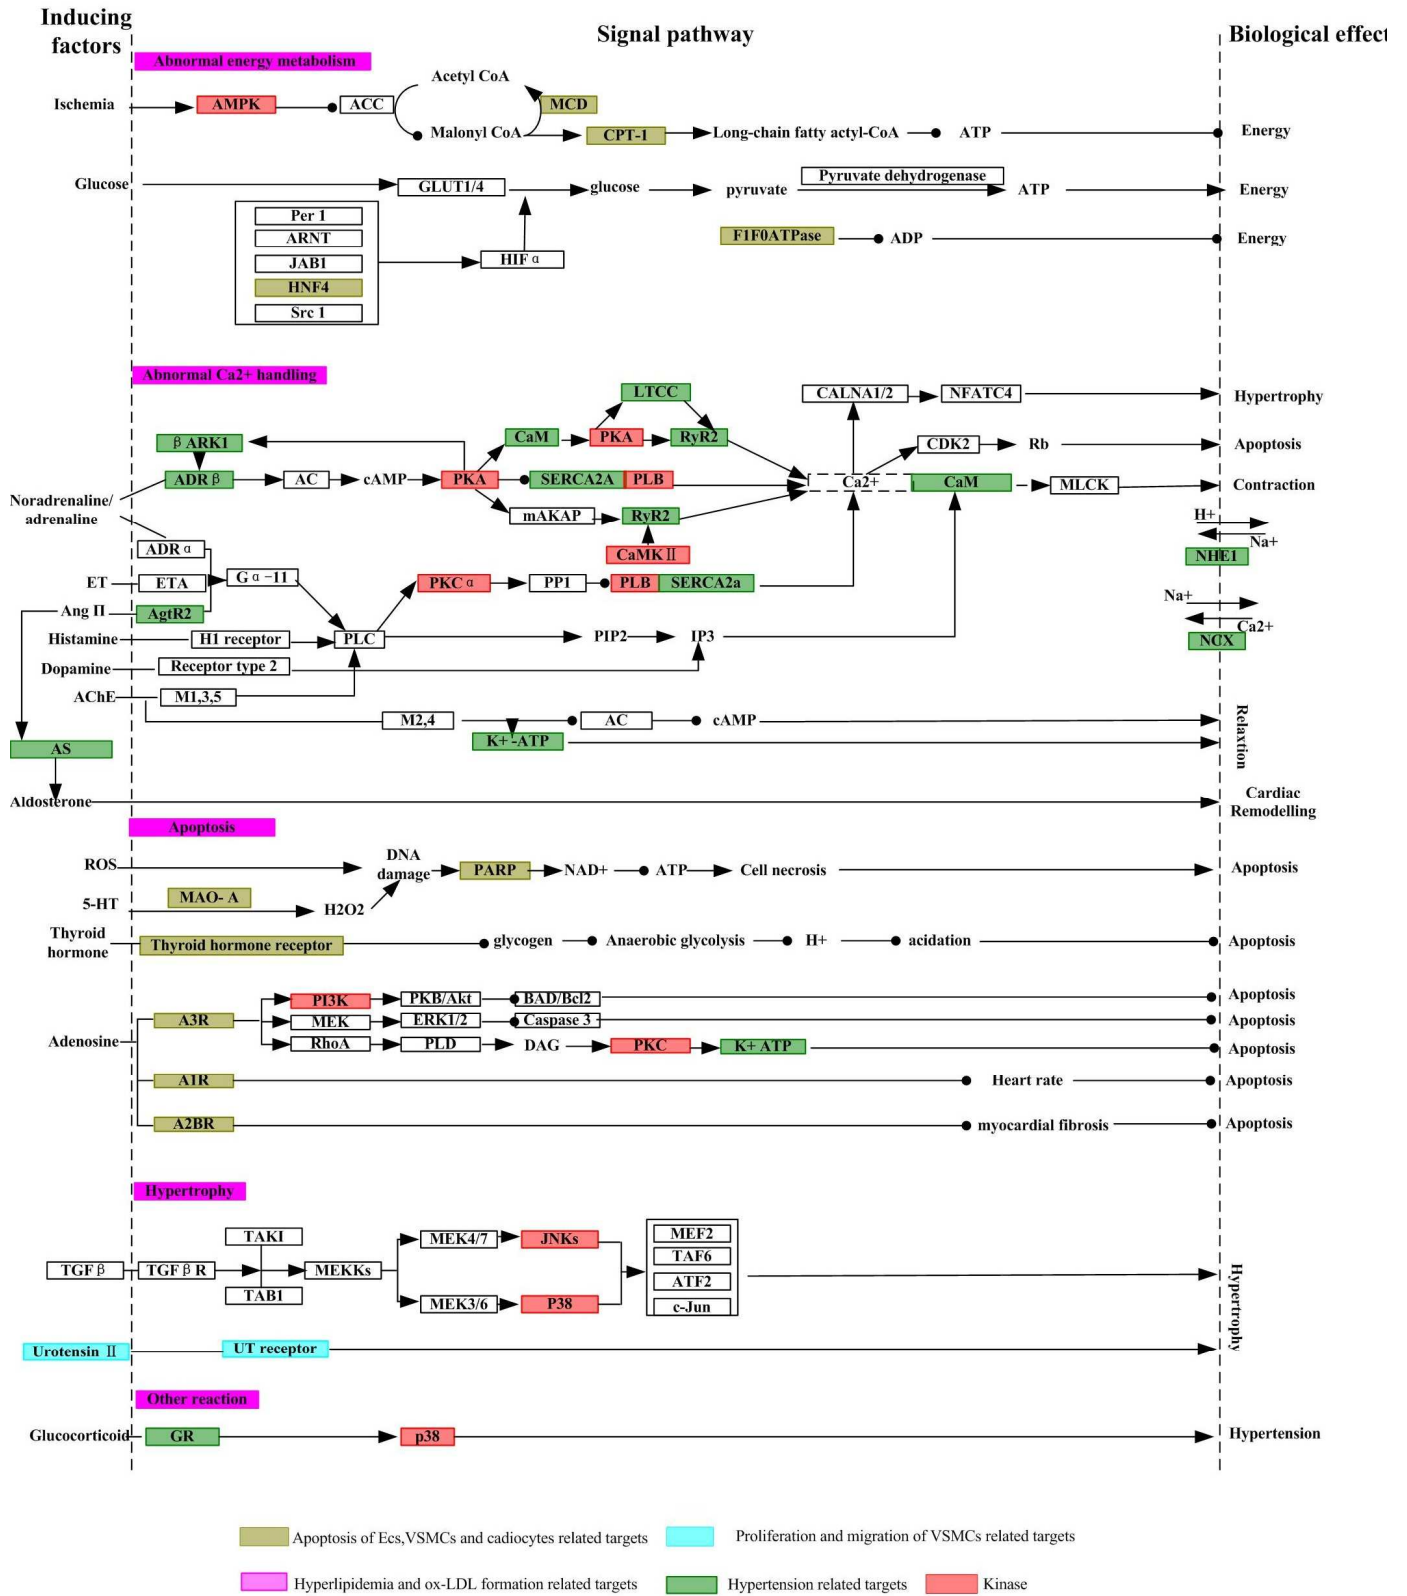 Inducing
factors
Signal pathway
Biological effect
Abnormal energy metabolism
Ischemia
AMPK
ACC
Acetyl CoA
Malonyl CoA
MCD
CPT-1
Long-chain fatty actyl-CoA
ATP
Energy
Glucose
GLUT1/4
glucose
pyruvate
Pyruvate dehydrogenase
ATP
Energy
Per 1
ARNT
JAB1
HNF4
Src 1
HIF α
F1F0ATPase
ADP
Energy
Abnormal Ca2+ handling
LTCC
CALNA1/2
NFATC4
Hypertrophy
β ARK1
CaM
PKA
RyR2
CDK2
Rb
Apoptosis
ADR β
AC
cAMP
PKA
SERCA2A
PLB
Ca2+
CaM
MLCK
Contraction
Noradrenaline/
adrenaline
mAKAP
RyR2
H+
Na+
NHE1
ADR α
CaMK Ⅱ
ET
ETA
G α-11
PKC α
PP1
PLB
SERCA2a
Ang II
AgtR2
Na+
Ca2+
NCX
Histamine
H1 receptor
PLC
PIP2
IP3
Dopamine
Receptor type 2
AChE
M1,3,5
M2,4
AC
cAMP
K+ -ATP
Relaxtion
AS
Aldosterone
Cardiac
Remodelling
Apoptosis
ROS
DNA
damage
PARP
NAD+
ATP
Cell necrosis
Apoptosis
5-HT
MAO- A
H2O2
Thyroid
hormone
Thyroid hormone receptor
glycogen
Anaerobic glycolysis
H+
acidation
Apoptosis
Adenosine
A3R
PI3K
PKB/Akt
BAD/Bcl2
Apoptosis
MEK
ERK1/2
Caspase 3
Apoptosis
RhoA
PLD
DAG
PKC
K+ ATP
Apoptosis
A1R
Heart rate
Apoptosis
A2BR
myocardial fibrosis
Apoptosis
Hypertrophy
TGF β
TGF β R
TAKI
TAB1
MEKKs
MEK4/7
JNKs
MEK3/6
P38
MEF2
TAF6
ATF2
c-Jun
Hypertrophy
Urotensin Ⅱ
UT receptor
Other reaction
Glucocorticoid
GR
p38
Hypertension
Apoptosis of Ecs,VSMCs and cadiocytes related targets
Proliferation and migration of VSMCs related targets
Hyperlipidemia and ox-LDL formation related targets
Hypertension related targets
Kinase